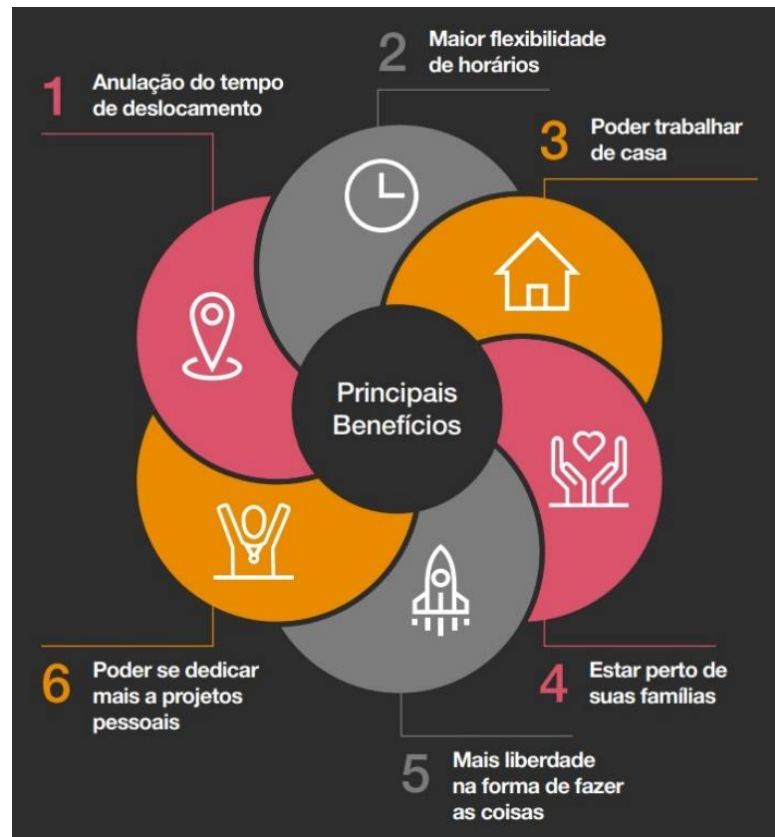 1
Anulação do tempo
de deslocamento
2
Maior flexibilidade
de horários
3
Poder trabalhar
de casa
Principais
Benefícios
4
Estar perto de
suas famílias
5
Mais liberdade
na forma de fazer
as coisas
6
Poder se dedicar
mais a projetos
pessoais